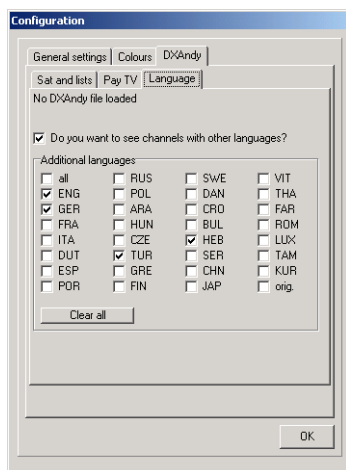 Configuration
General settings Colours DXAndy
Sat and lists Pay TV Language
No DXAndy file loaded
Do you want to see channels with other languages?
Additional languages
all RUS SWE VIT
ENG POL DAN THA
GER ARA CRO FAR
FRA HUN BUL ROM
ITA CZE HEB LUX
DUT TUR SER TAM
ESP GRE CHN KUR
POR FIN JAP orig.
Clear all
OK